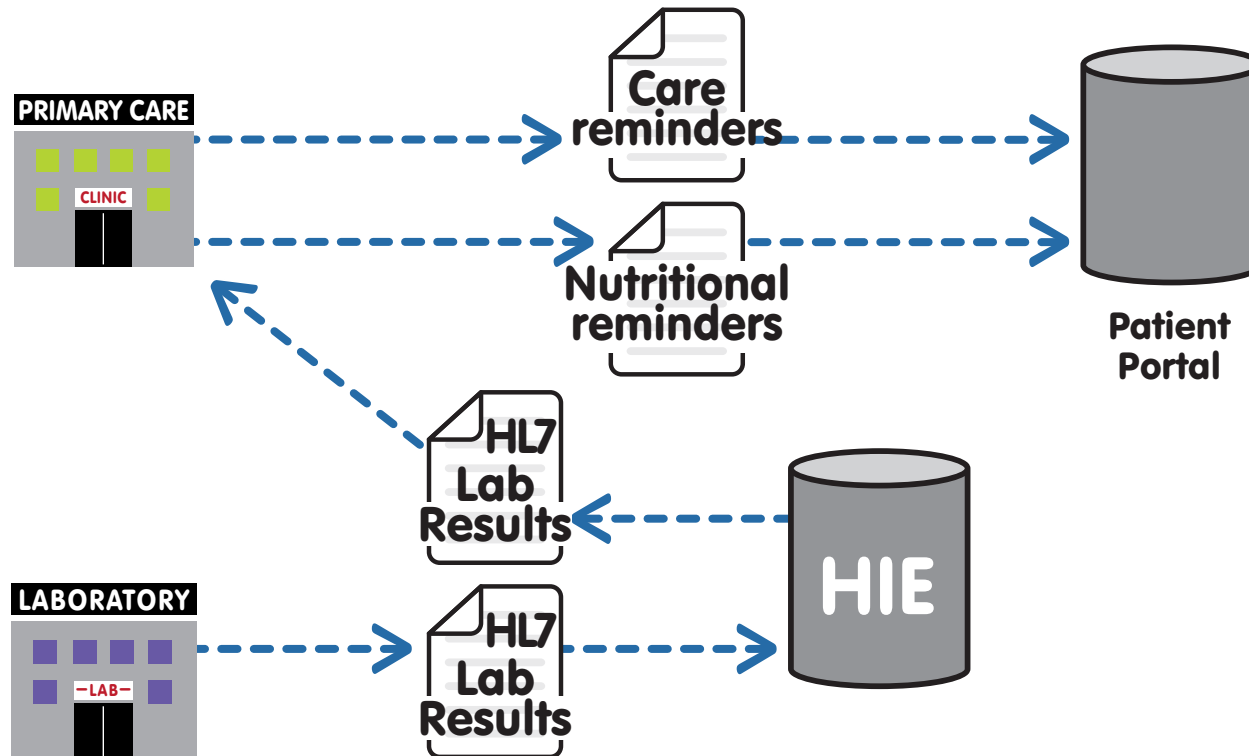 Care
reminders
PRIMARY CARE
CLINIC
Nutritional
reminders
Patient
Portal
HL7
Lab
Results
HIE
LABORATORY
-LAB-
HL7
Lab
Results